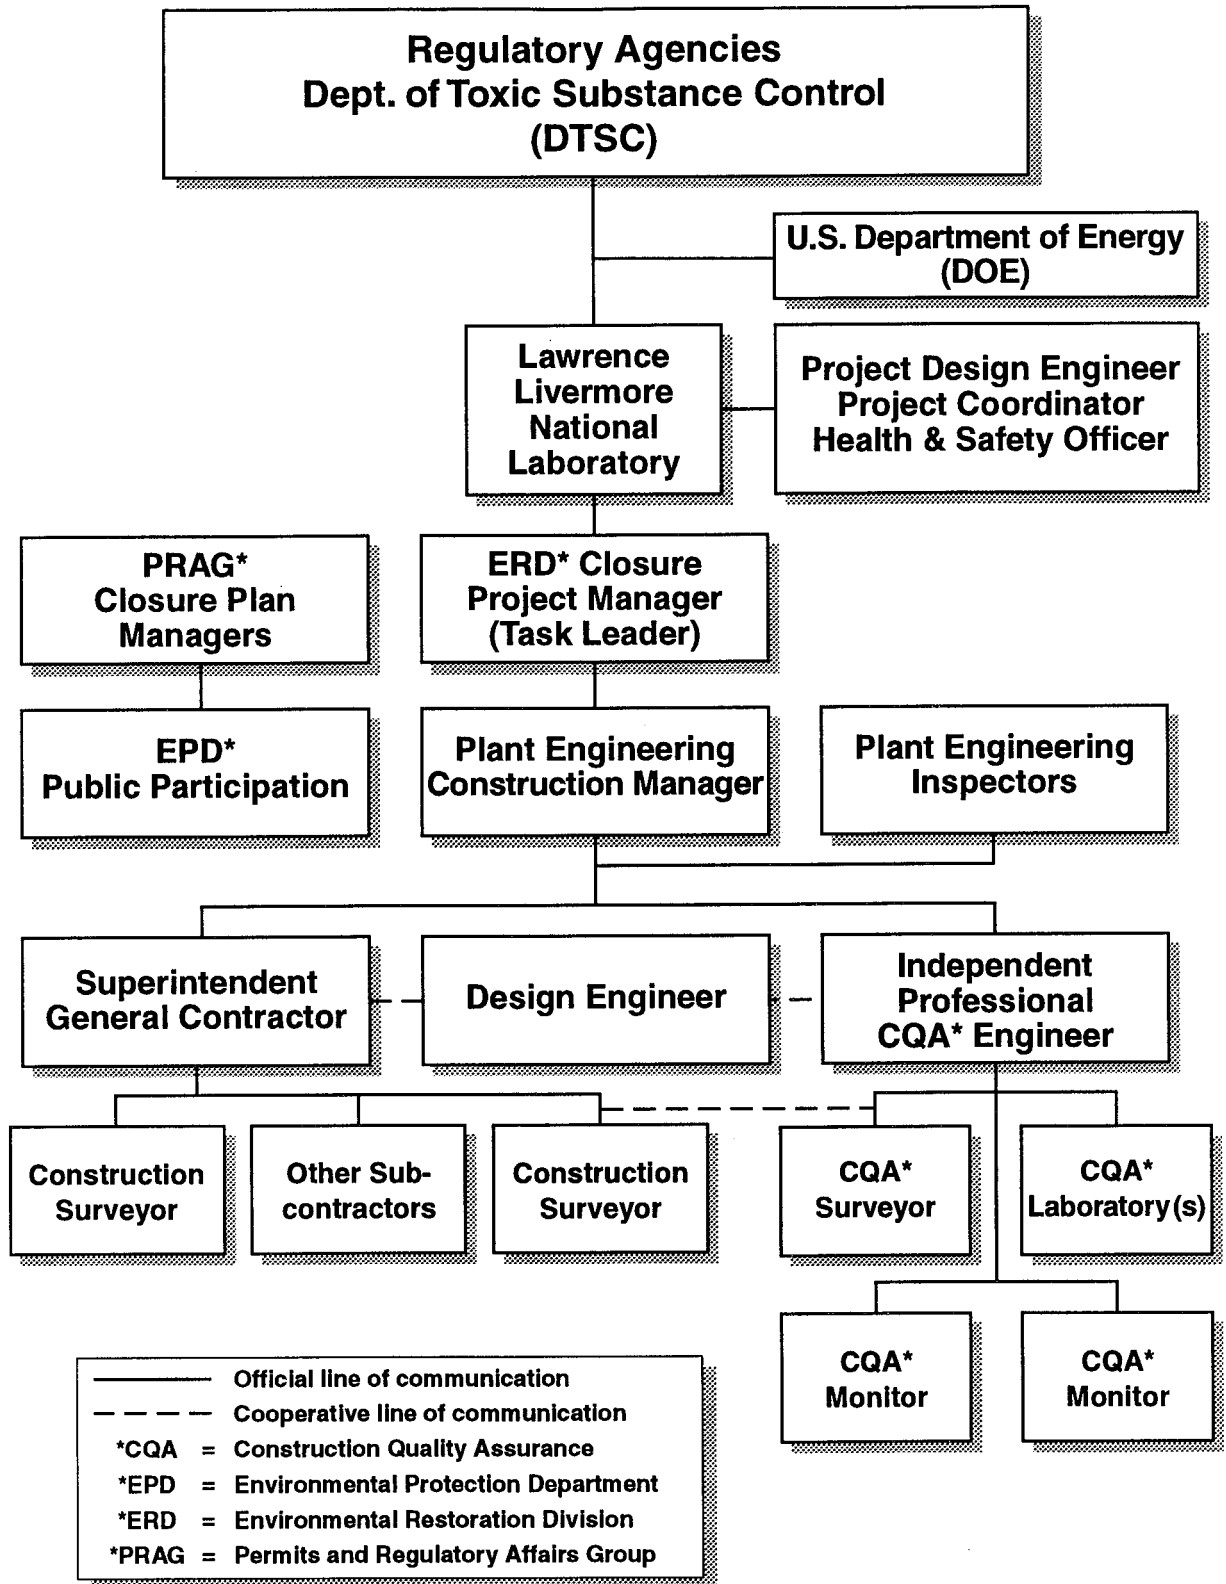 Regulatory Agencies
Dept. of Toxic Substance Control
(DTSC)
U.S. Department of Energy
(DOE)
Lawrence
Livermore
National
Laboratory
Project Design Engineer
Project Coordinator
Health & Safety Officer
PRAG*
Closure Plan
Managers
ERD* Closure
Project Manager
(Task Leader)
EPD*
Public Participation
Plant Engineering
Construction Manager
Plant Engineering
Inspectors
Superintendent
General Contractor
Design Engineer
Independent
Professional
CQA* Engineer
Construction
Surveyor
Other Sub-
contractors
Construction
Surveyor
CQA*
Surveyor
CQA*
Laboratory(s)
CQA*
Monitor
CQA*
Monitor
Official line of communication
Cooperative line of communication
*CQA = Construction Quality Assurance
*EPD = Environmental Protection Department
*ERD = Environmental Restoration Division
*PRAG = Permits and Regulatory Affairs Group